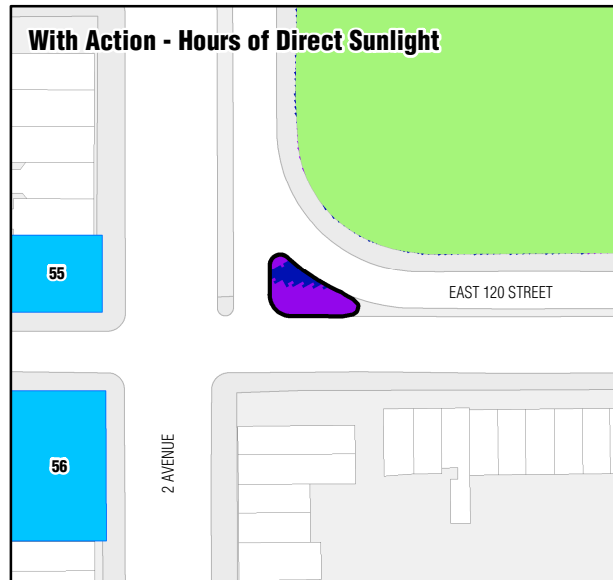 With Action - Hours of Direct Sunlight
55
EAST 120 STREET
56
2 AVENUE